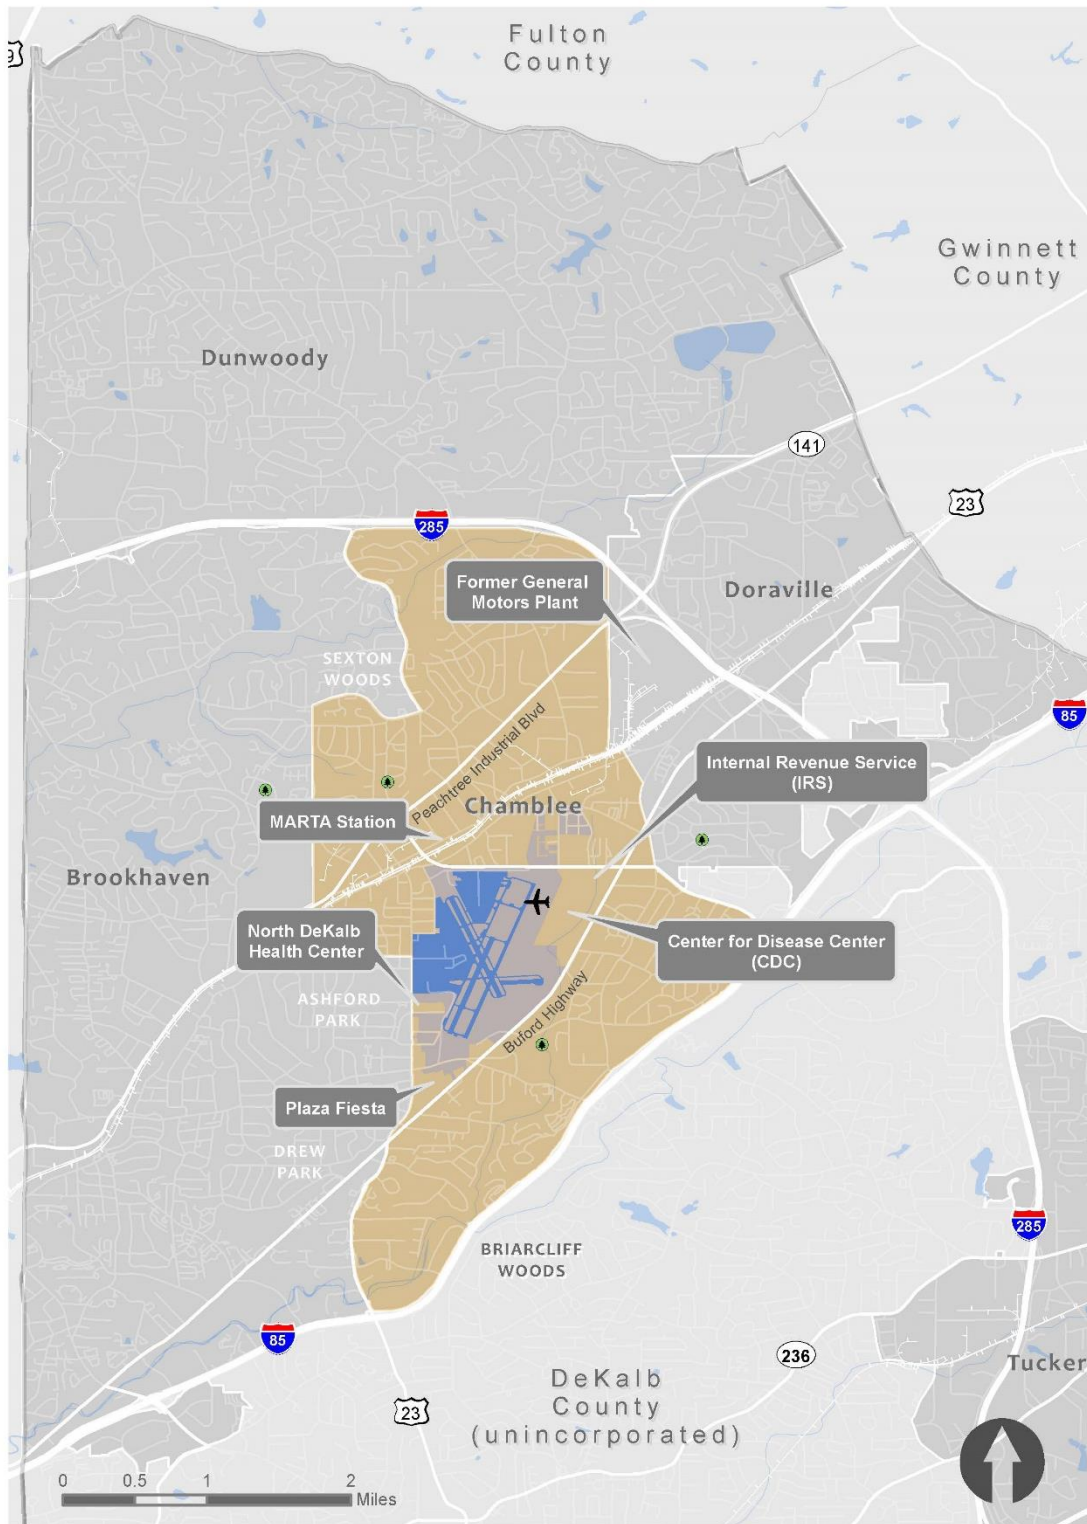 Fulton
County
9
Gwinnett
County
Dunwoody
141
23
285
Former General
Motors Plant
Doraville
SEXTON
WOODS
85
Peachtree Industrial Blvd
Internal Revenue Service
(IRS)
Chamblee
MARTA Station
Brookhaven
North DeKalb
Health Center
Center for Disease Center
(CDC)
ASHFORD
PARK
Buford Highway
Plaza Fiesta
DREW
PARK
285
BRIARCLIFF
WOODS
85
236
Tucker
DeKalb
County
(unincorporated)
23
0 0.5 1 2
Miles